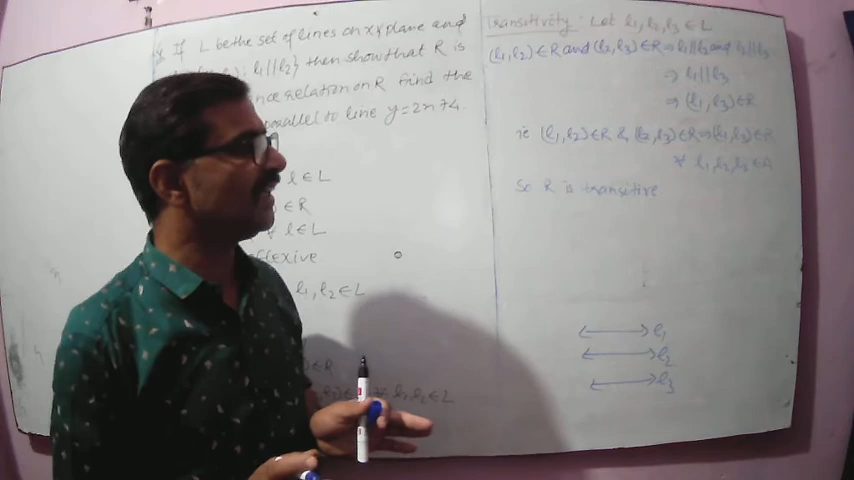 If L be the set of lines on xy plane and
; l₁||l₂} then show that R is
relation on R find the
parallel to line y=2x+4.
l ∈ L
∈ R
∀ l ∈ L
l₁, l₂ ∈ L
∈ R
∀ l₁, l₂ ∈ L
Transitivity: Let l₁, l₂, l₃ ∈ L
(l₁, l₂) ∈ R and (l₂, l₃) ∈ R ⇒ l₁||l₂ and l₂||l₃
⇒ l₁||l₃
⇒ (l₁, l₃) ∈ R
ie (l₁, l₂) ∈ R & (l₂, l₃) ∈ R ⇒ (l₁, l₃) ∈ R
∀ l₁, l₂, l₃ ∈ A
So R is transitive
l₁
l₂
l₃